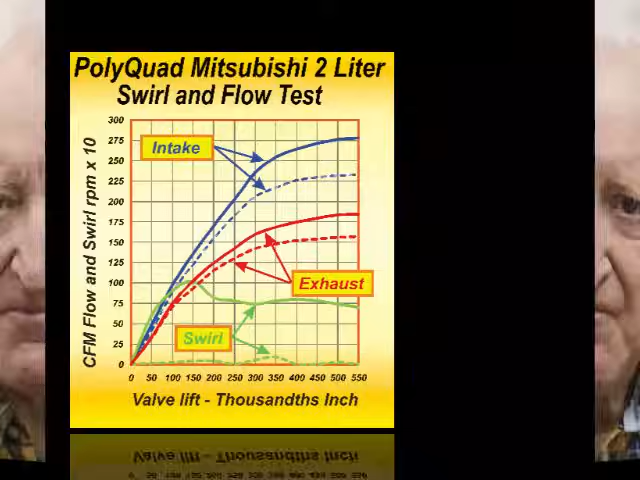 PolyQuad Mitsubishi 2 Liter
Swirl and Flow Test
CFM Flow and Swirl rpm x 10
300
275
250
225
200
175
150
125
100
75
50
25
0
Intake
Exhaust
Swirl
0 50 100 150 200 250 300 350 400 450 500 550
Valve lift - Thousandths Inch